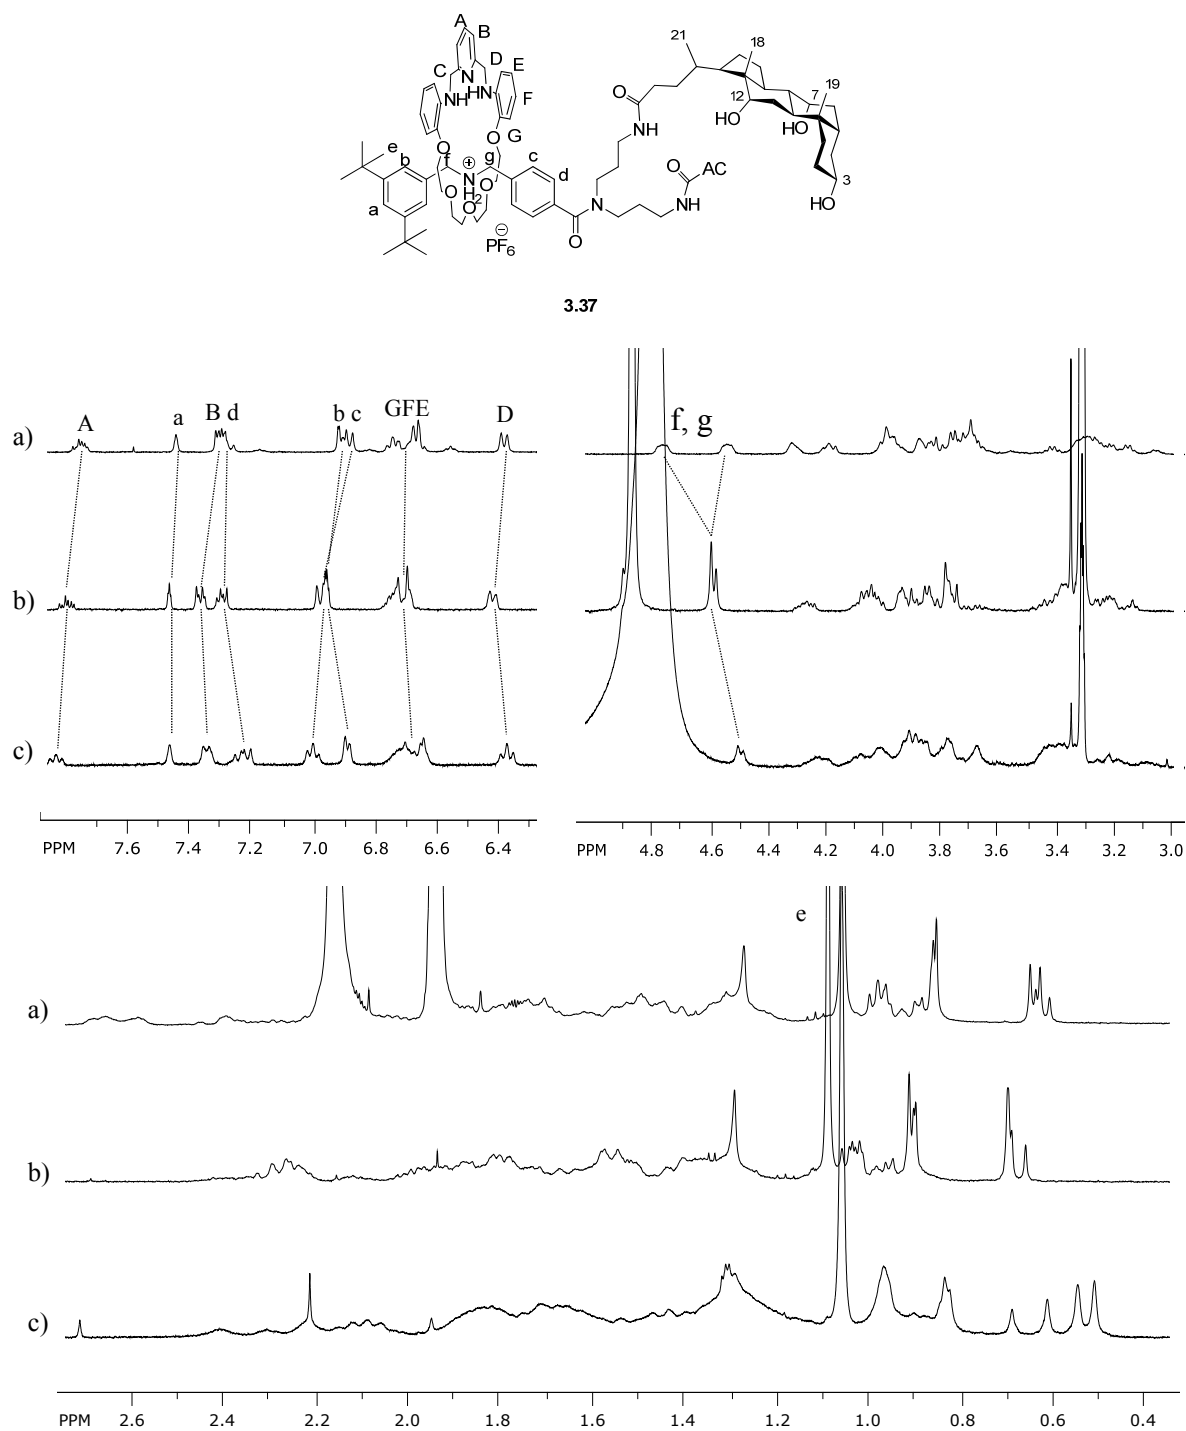 A
B
C
N
D
E
NH
HN
F
O
G
O
e
b
f
g
c
⊕
N
H2
d
a
O
O
O
⊖
PF6
O
N
O
NH
O
AC
NH
21
18
19
12
7
HO
HO
3
HO
3.37
A a B d b c GFE D f, g
a)
b)
c)
PPM 7.6 7.4 7.2 7.0 6.8 6.6 6.4
PPM 4.8 4.6 4.4 4.2 4.0 3.8 3.6 3.4 3.2 3.0
e
a)
b)
c)
PPM 2.6 2.4 2.2 2.0 1.8 1.6 1.4 1.2 1.0 0.8 0.6 0.4